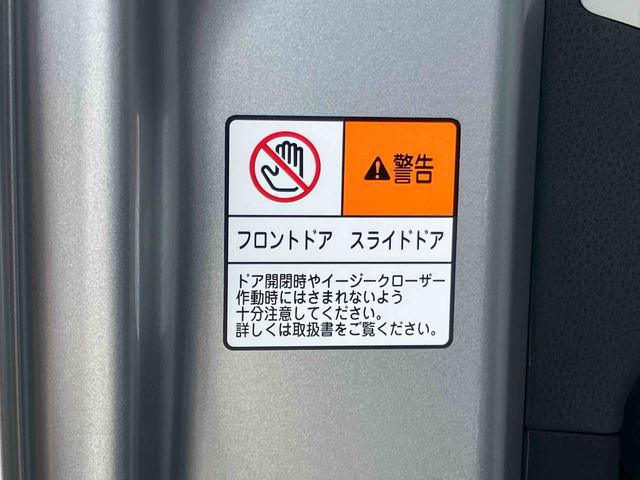 警告
フロントドア　スライドドア
ドア開閉時やイージークローザー
作動時にはさまれないよう
十分注意してください。
詳しくは取扱書をご覧ください。